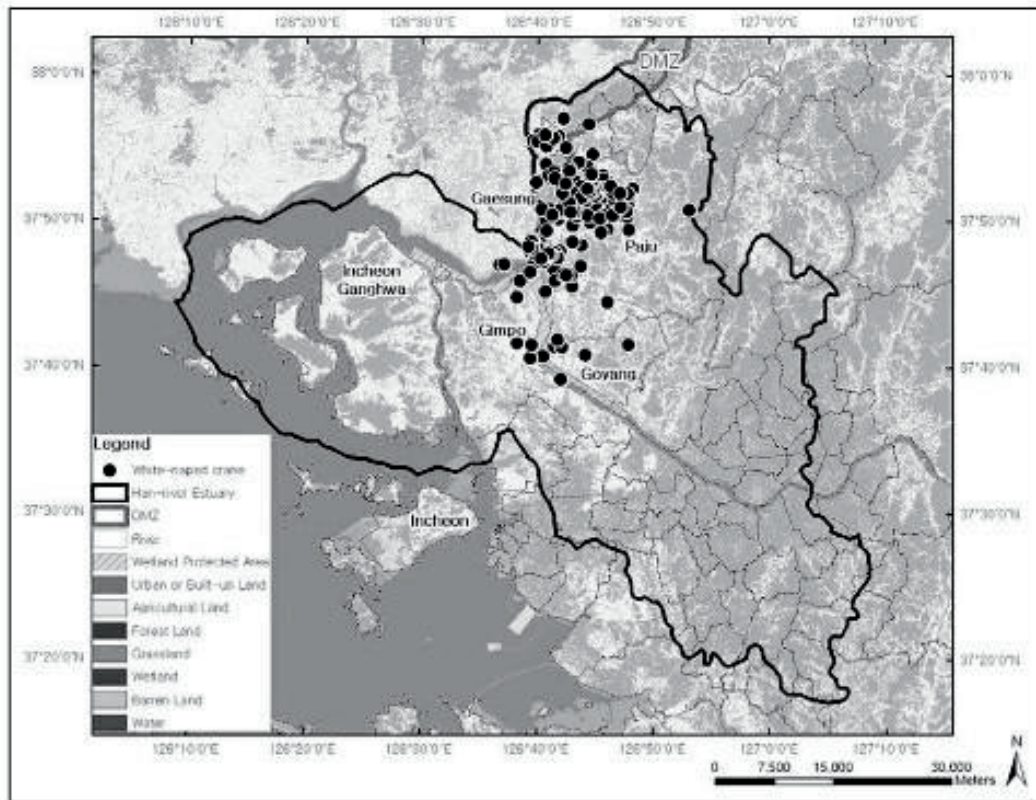 126°10'0"E 126°20'0"E 126°30'0"E 126°40'0"E 126°50'0"E 127°0'0"E 127°10'0"E
DMZ
38°0'0"N 38°0'0"N
Gaesung
37°50'0"N 37°50'0"N
Paju
Incheon
Ganghwa
Gimpo
37°40'0"N 37°40'0"N
Goyang
Legend
White-naped crane
Han-river Estuary
DMZ
River
Wetland Protected Area
Urban or Built-up Land
Agricultural Land
Forest Land
Grassland
Wetland
Barren Land
Water
Incheon
37°30'0"N 37°30'0"N
37°20'0"N 37°20'0"N
126°10'0"E 126°20'0"E 126°30'0"E 126°40'0"E 126°50'0"E 127°0'0"E 127°10'0"E
N
0 7,500 15,000 30,000
Meters